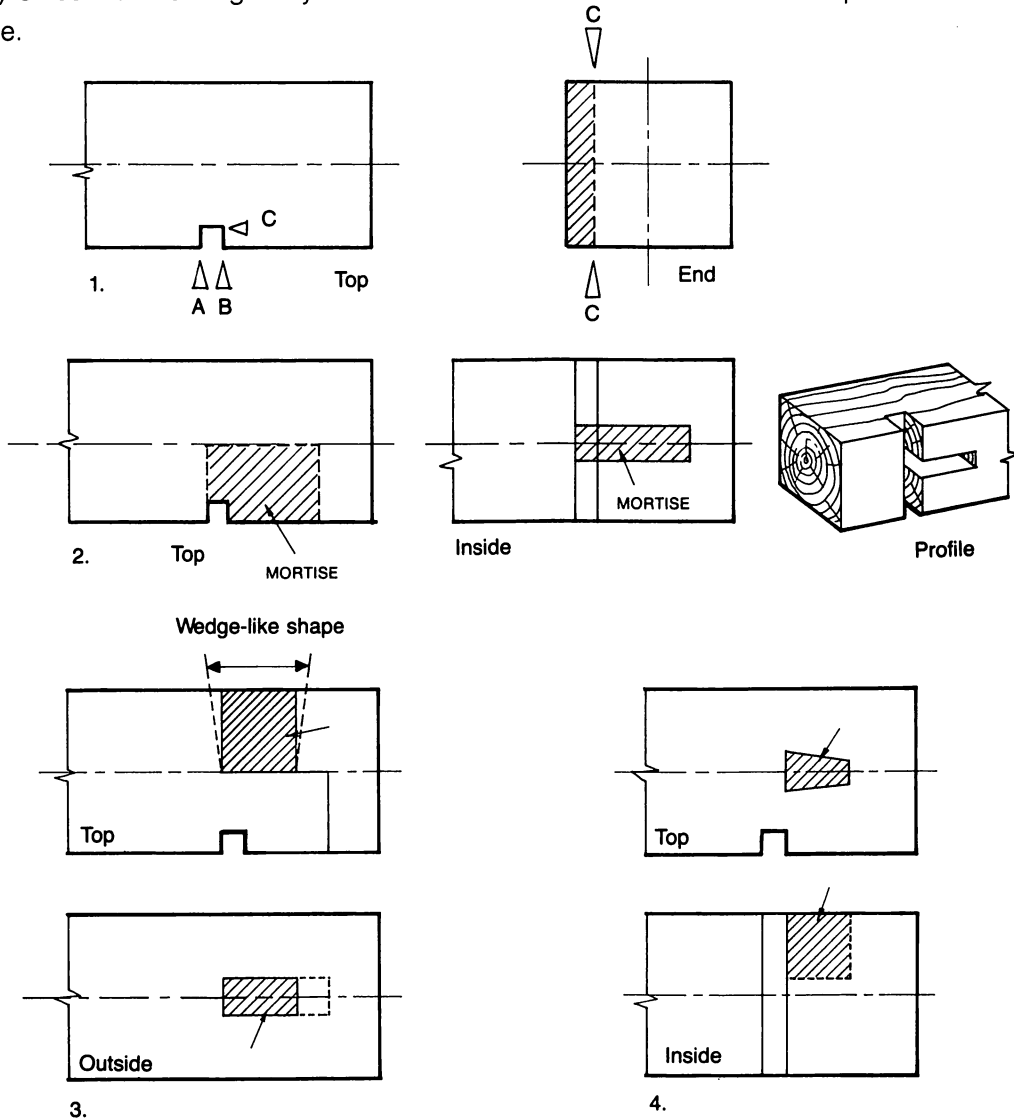 e.
C
C
A B
1.
Top
End
C
MORTISE
MORTISE
2.
Top
Inside
Profile
Wedge-like shape
Top
Top
Outside
Inside
3.
4.